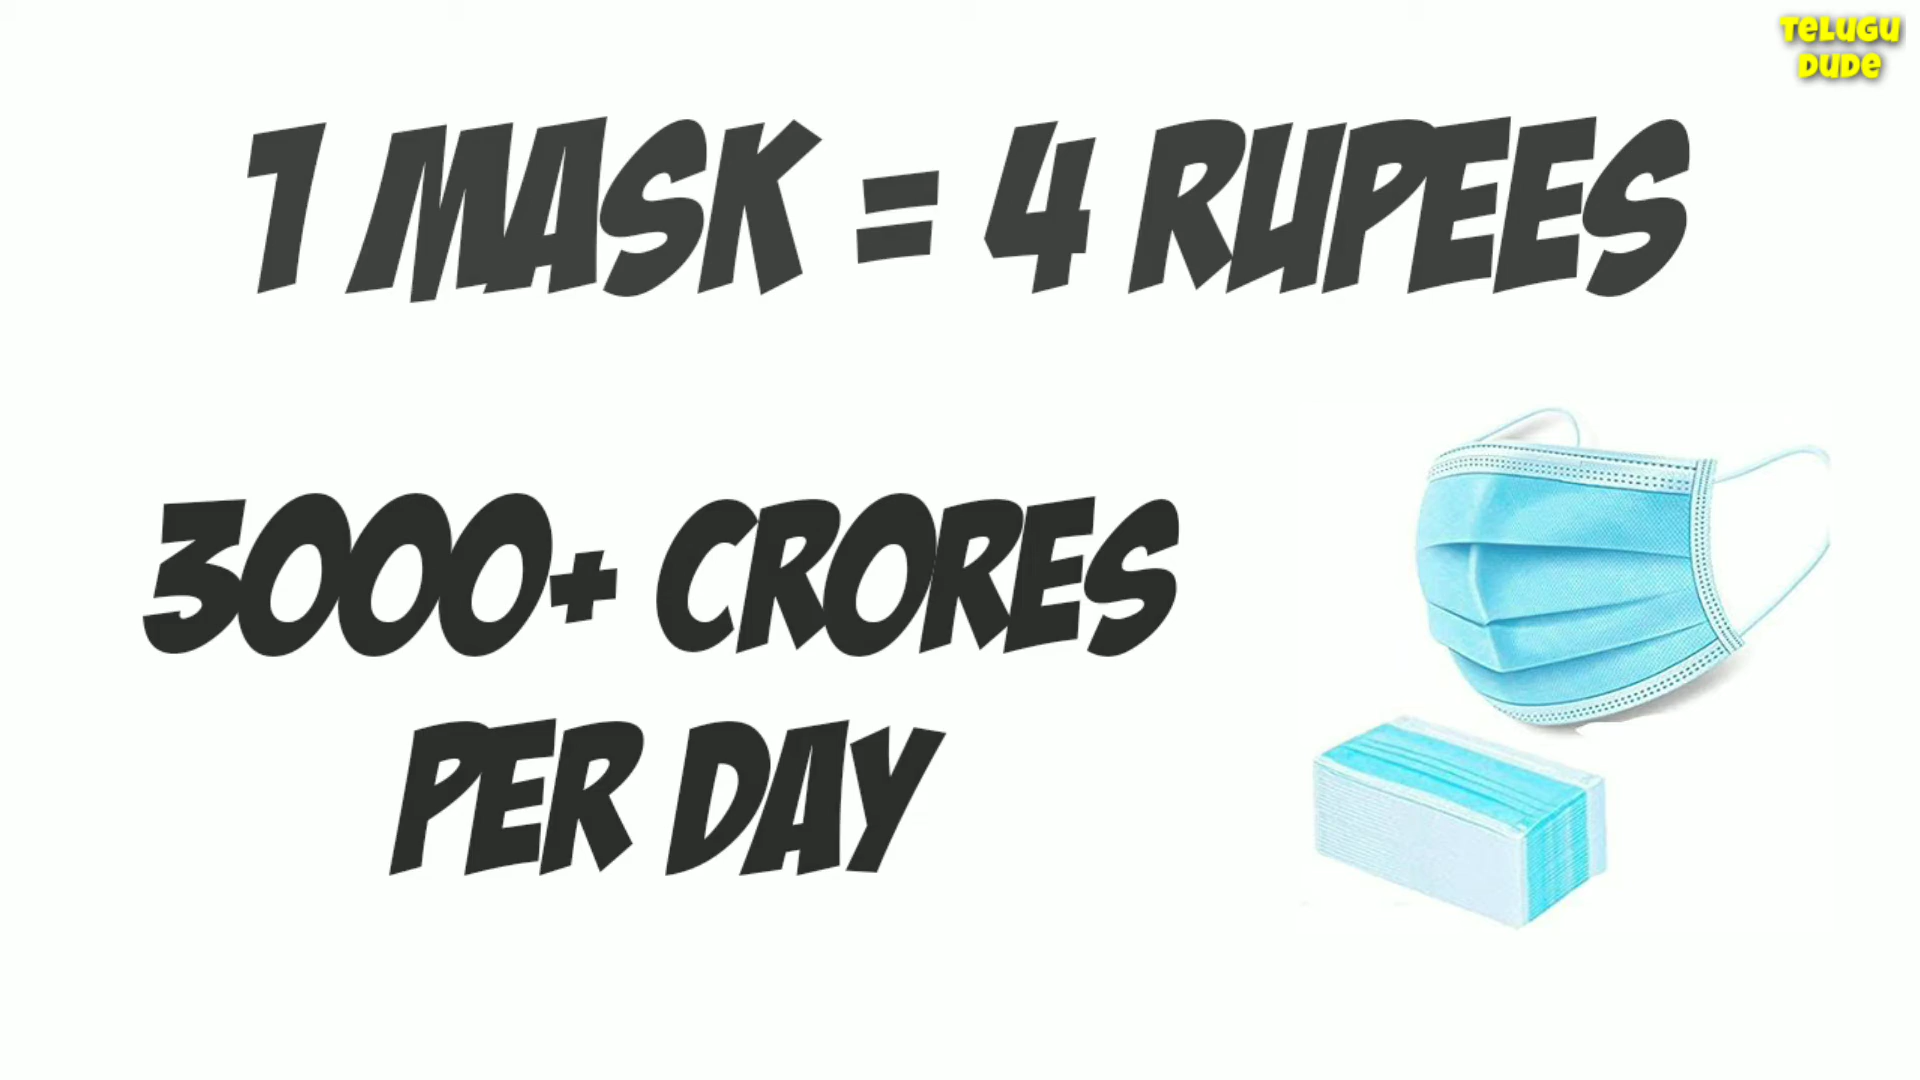 TELUGU
DUDE
1 MASK = 4 RUPEES
3000+ CRORES
PER DAY